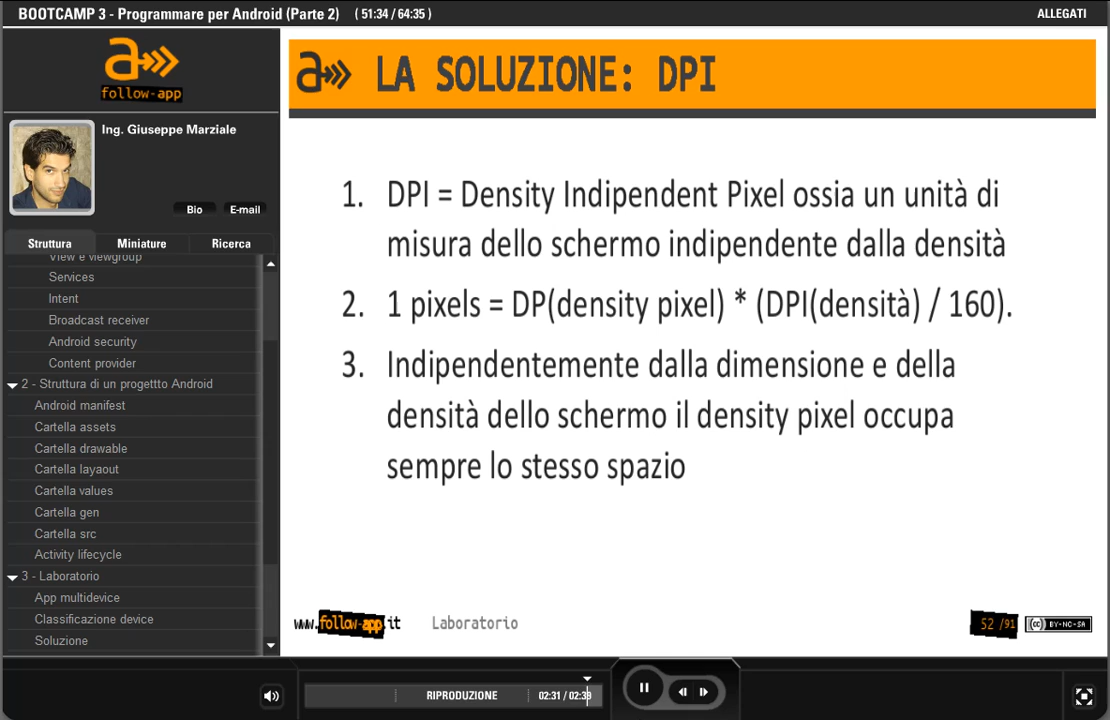 BOOTCAMP 3 - Programmare per Android (Parte 2) ( 51:34 / 64:35 )
ALLEGATI
a
follow-app
Ing. Giuseppe Marziale
Bio
E-mail
Struttura
Miniature
Ricerca
View e viewgroup
Services
Intent
Broadcast receiver
Android security
Content provider
2 - Struttura di un progettto Android
Android manifest
Cartella assets
Cartella drawable
Cartella layaout
Cartella values
Cartella gen
Cartella src
Activity lifecycle
3 - Laboratorio
App multidevice
Classificazione device
Soluzione
a LA SOLUZIONE: DPI
1. DPI = Density Indipendent Pixel ossia un unità di
misura dello schermo indipendente dalla densità
2. 1 pixels = DP(density pixel) * (DPI(densità) / 160).
3. Indipendentemente dalla dimensione e della
densità dello schermo il density pixel occupa
sempre lo stesso spazio
www.follow-app.it
Laboratorio
52 /91
cc BY-NC-SA
RIPRODUZIONE
02:31 / 02:38